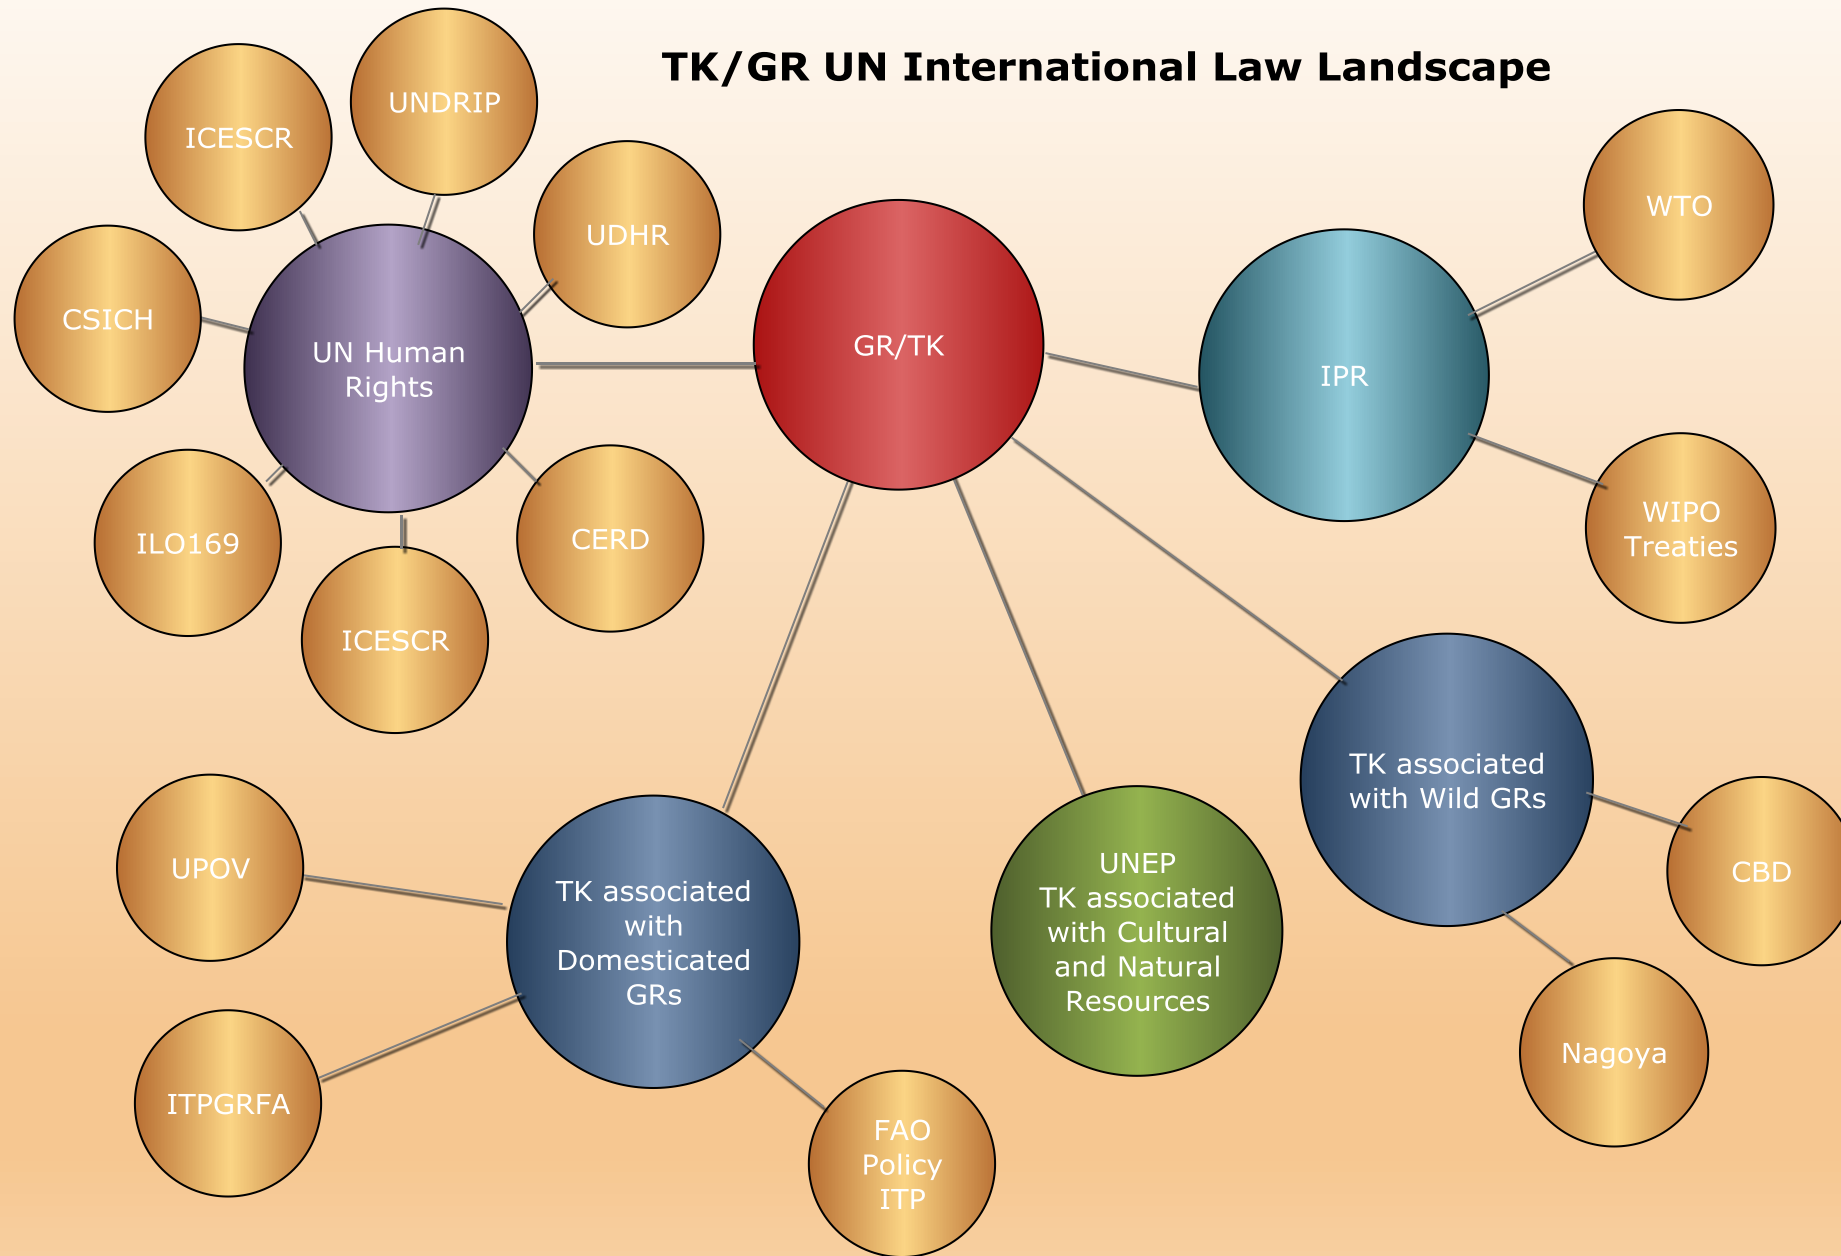 TK/GR UN International Law Landscape
UNDRIP
ICESCR
UDHR
WTO
CSICH
UN Human
Rights
GR/TK
IPR
ILO169
CERD
WIPO
Treaties
ICESCR
TK associated
with Wild GRs
UPOV
TK associated
with
Domesticated
GRs
UNEP
TK associated
with Cultural
and Natural
Resources
CBD
Nagoya
ITPGRFA
FAO
Policy
ITP